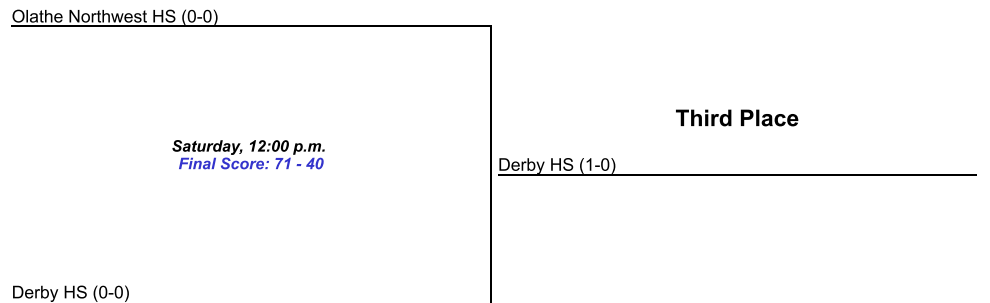 Olathe Northwest HS (0-0)
Third Place
Saturday, 12:00 p.m.
Final Score: 71 - 40
Derby HS (1-0)
Derby HS (0-0)